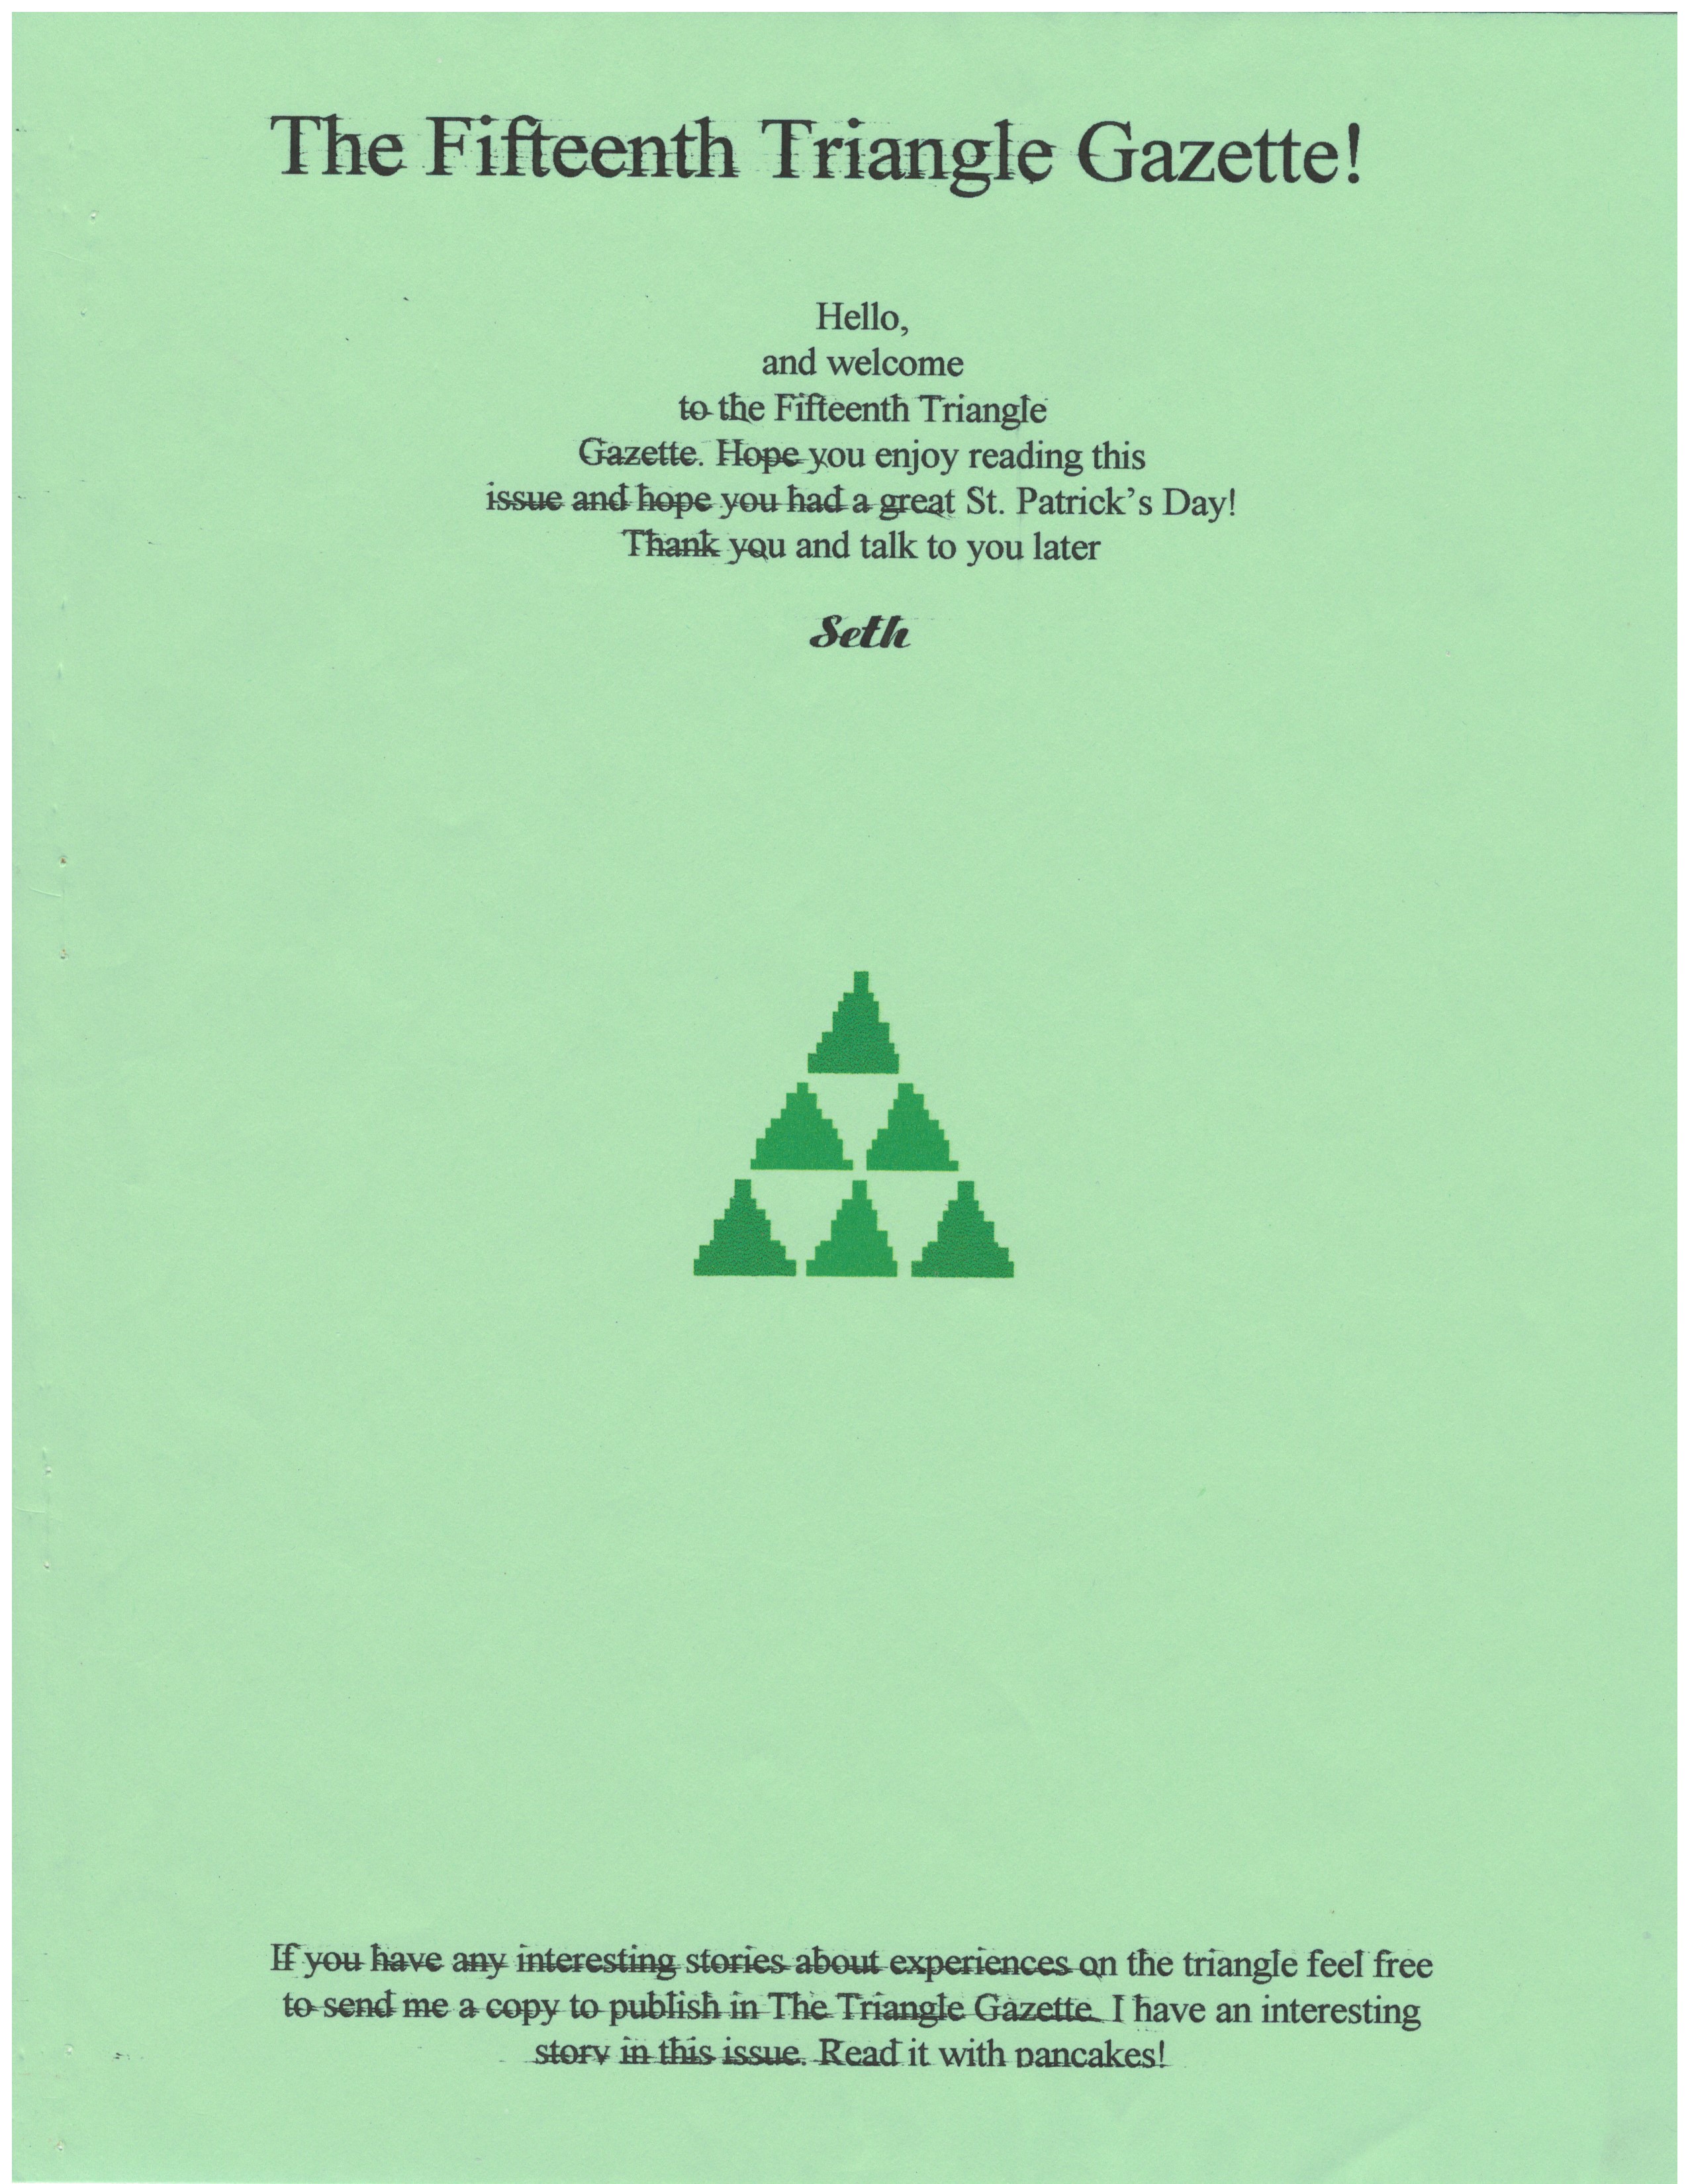 The Fifteenth Triangle Gazette!
Hello,
and welcome
to the Fifteenth Triangle
Gazette. Hope you enjoy reading this
issue and hope you had a great St. Patrick's Day!
Thank you and talk to you later
Seth
If you have any interesting stories about experiences on the triangle feel free
to send me a copy to publish in The Triangle Gazette. I have an interesting
story in this issue. Read it with pancakes!